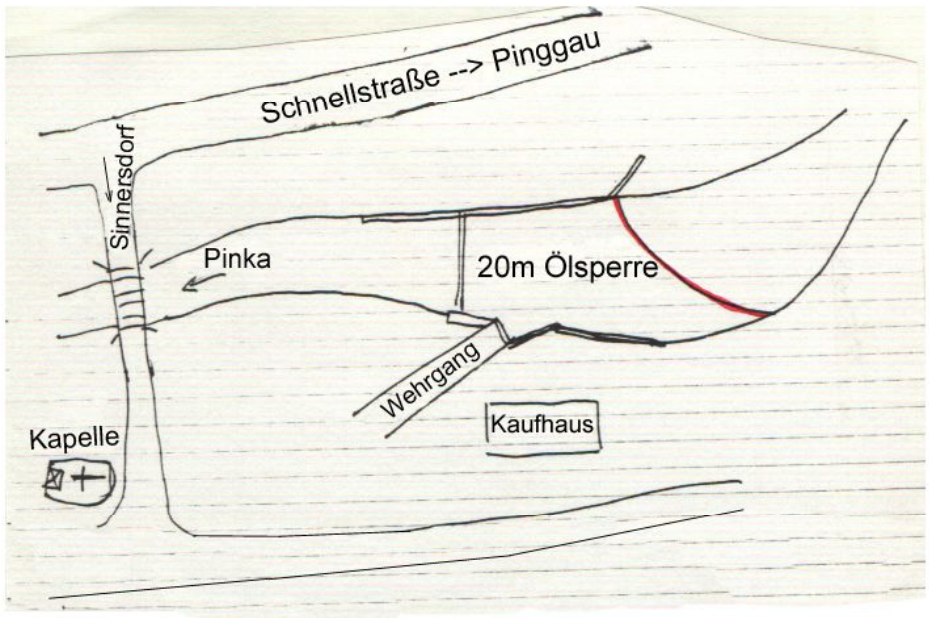 Schnellstraße --> Pinggau
Sinnersdorf
Pinka
20m Ölsperre
Wehrgang
Kaufhaus
Kapelle